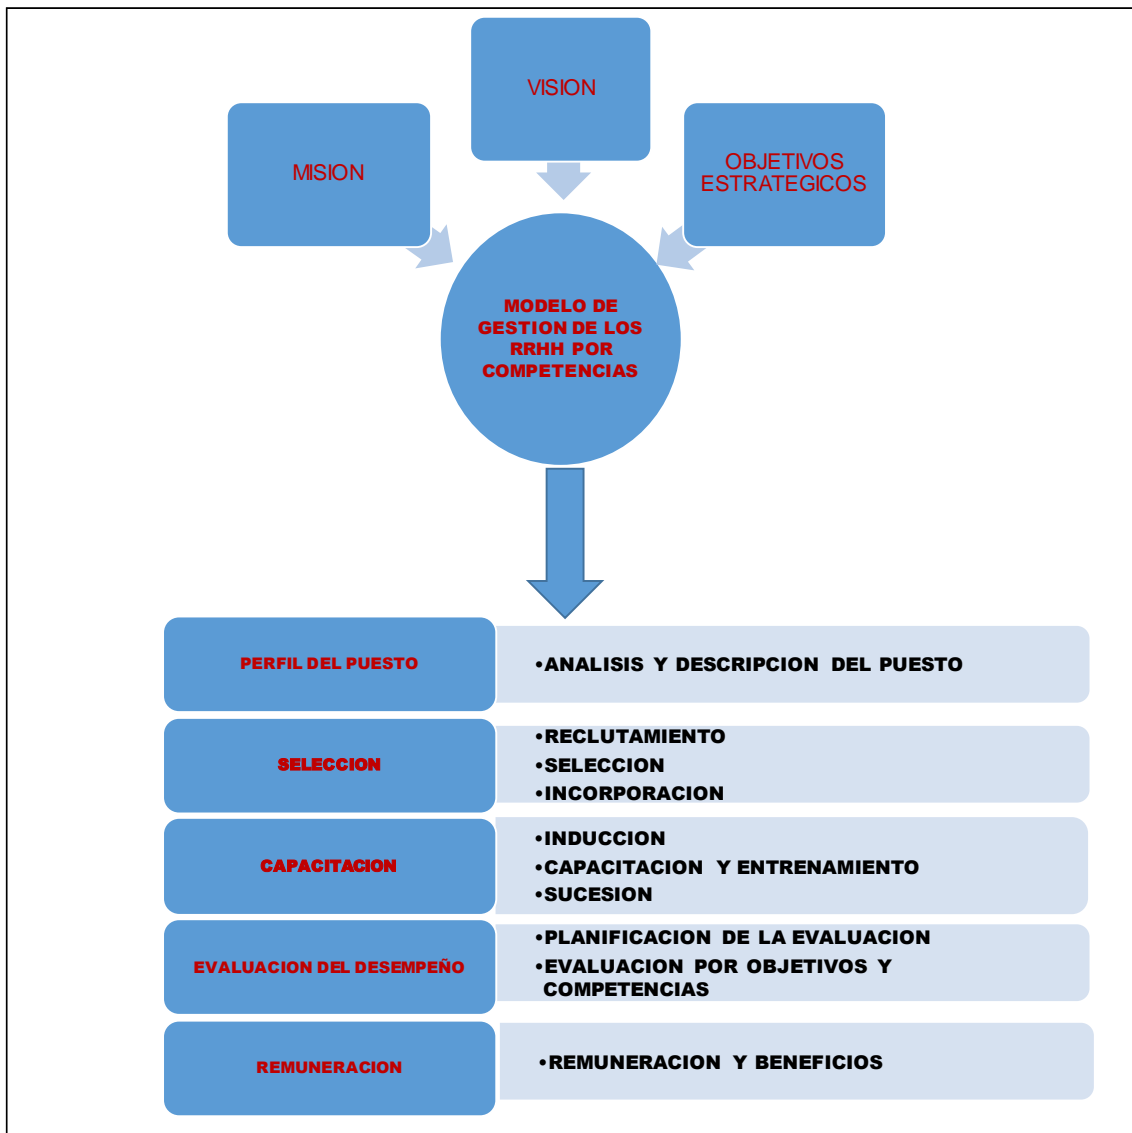 VISION
MISION
OBJETIVOS
ESTRATEGICOS
MODELO DE
GESTION DE LOS
RRHH POR
COMPETENCIAS
PERFIL DEL PUESTO
•ANALISIS Y DESCRIPCION DEL PUESTO
SELECCION
•RECLUTAMIENTO
•SELECCION
•INCORPORACION
CAPACITACION
•INDUCCION
•CAPACITACION Y ENTRENAMIENTO
•SUCESION
EVALUACION DEL DESEMPEÑO
•PLANIFICACION DE LA EVALUACION
•EVALUACION POR OBJETIVOS Y
COMPETENCIAS
REMUNERACION
•REMUNERACION Y BENEFICIOS